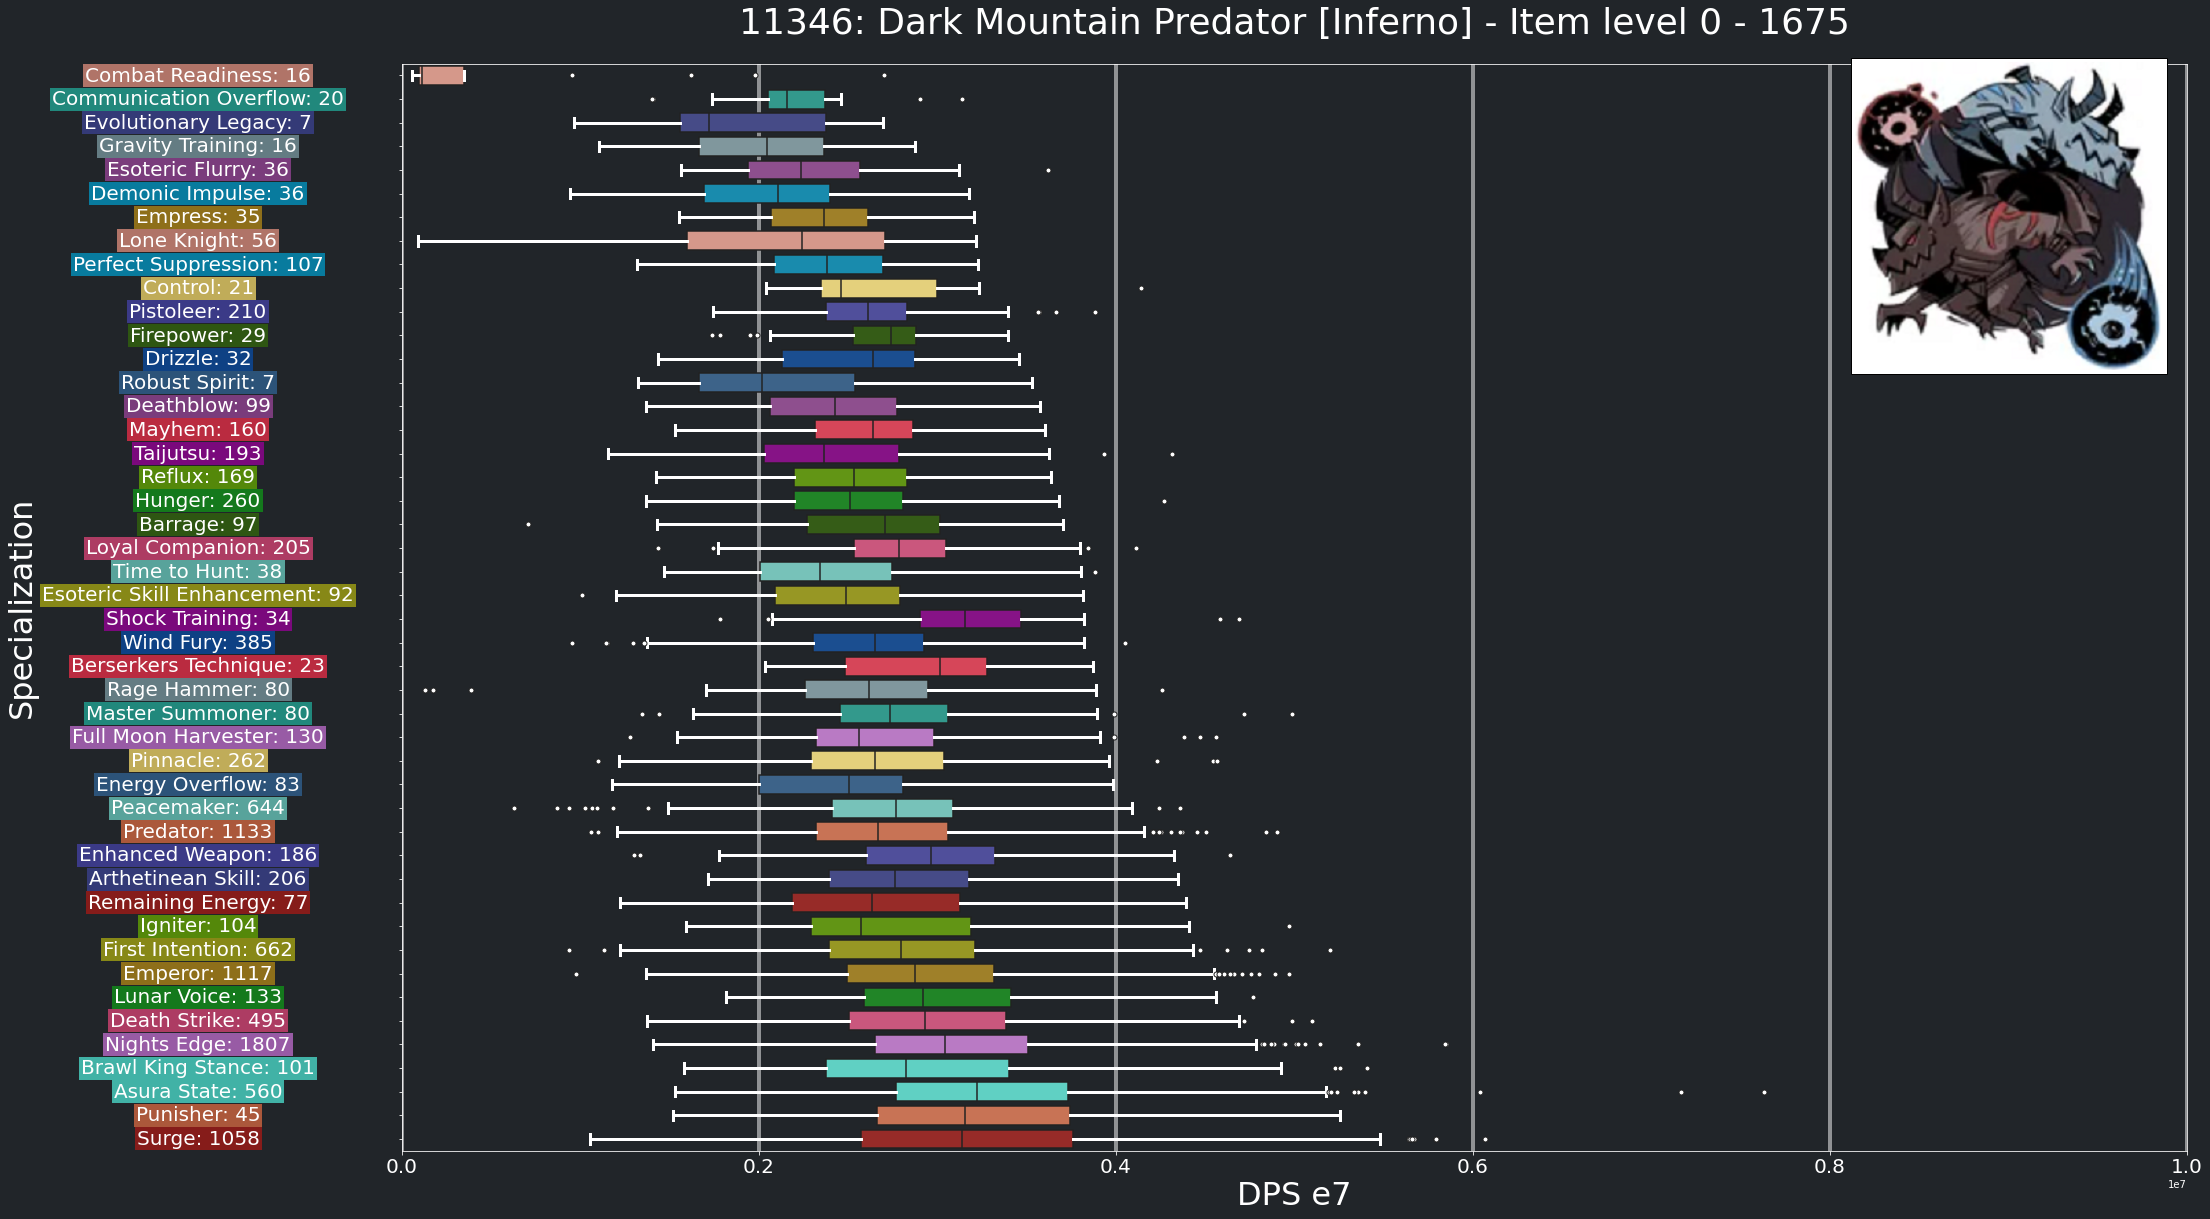 11346: Dark Mountain Predator [Inferno] - Item level 0 - 1675
Specialization
Combat Readiness: 16
Communication Overflow: 20
Evolutionary Legacy: 7
Gravity Training: 16
Esoteric Flurry: 36
Demonic Impulse: 36
Empress: 35
Lone Knight: 56
Perfect Suppression: 107
Control: 21
Pistoleer: 210
Firepower: 29
Drizzle: 32
Robust Spirit: 7
Deathblow: 99
Mayhem: 160
Taijutsu: 193
Reflux: 169
Hunger: 260
Barrage: 97
Loyal Companion: 205
Time to Hunt: 38
Esoteric Skill Enhancement: 92
Shock Training: 34
Wind Fury: 385
Berserkers Technique: 23
Rage Hammer: 80
Master Summoner: 80
Full Moon Harvester: 130
Pinnacle: 262
Energy Overflow: 83
Peacemaker: 644
Predator: 1133
Enhanced Weapon: 186
Arthetinean Skill: 206
Remaining Energy: 77
Igniter: 104
First Intention: 662
Emperor: 1117
Lunar Voice: 133
Death Strike: 495
Nights Edge: 1807
Brawl King Stance: 101
Asura State: 560
Punisher: 45
Surge: 1058
0.0 0.2 0.4 0.6 0.8 1.0
1e7
DPS e7